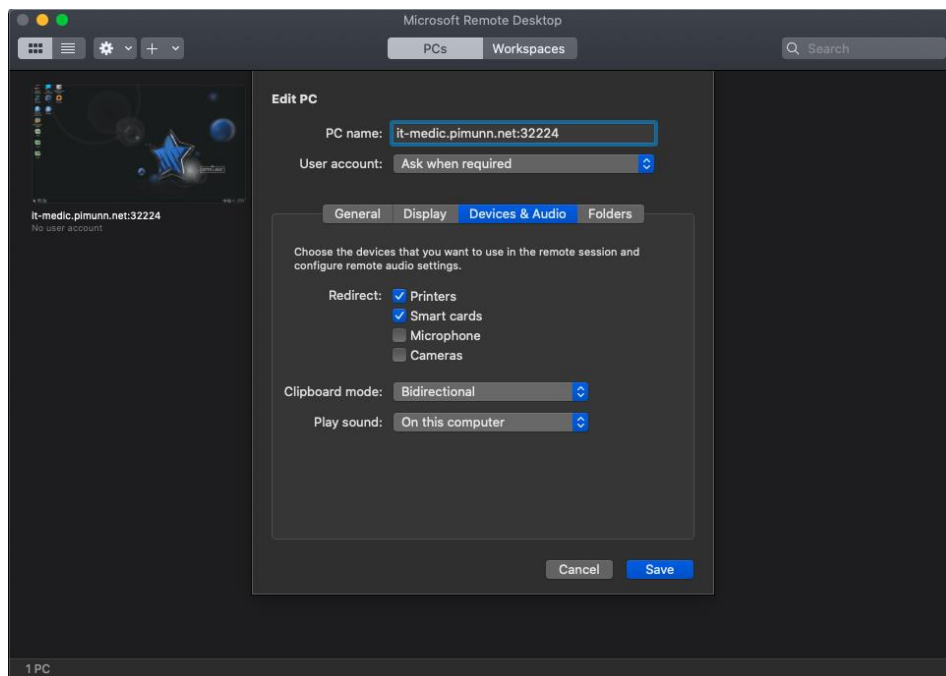 Microsoft Remote Desktop
PCs
Workspaces
Search
Edit PC
PC name: it-medic.pimunn.net:32224
User account: Ask when required
it-medic.pimunn.net:32224
No user account
General Display Devices & Audio Folders
Choose the devices that you want to use in the remote session and
configure remote audio settings.
Redirect: Printers
Smart cards
Microphone
Cameras
Clipboard mode: Bidirectional
Play sound: On this computer
Cancel
Save
1 PC